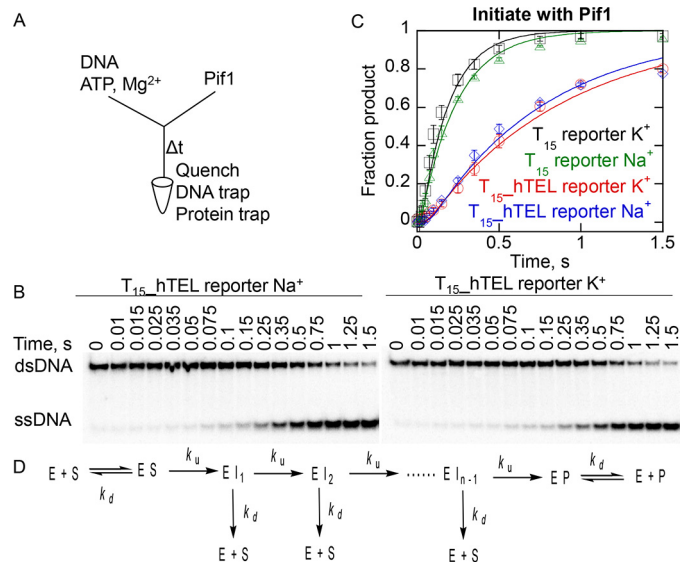 A
DNA
ATP, Mg2+
Pif1
Δt
Quench
DNA trap
Protein trap
C
Initiate with Pif1
Fraction product
1
0.8
0.6
0.4
0.2
0
T15 reporter K+
T15 reporter Na+
T15_hTEL reporter K+
T15_hTEL reporter Na+
0 0.5 1 1.5
Time, s
B
T15_hTEL reporter Na+
T15_hTEL reporter K+
Time, s 0 0.01 0.015 0.025 0.035 0.05 0.075 0.1 0.15 0.25 0.35 0.5 0.75 1 1.25 1.5
0 0.01 0.015 0.025 0.035 0.05 0.075 0.1 0.15 0.25 0.35 0.5 0.75 1 1.25 1.5
dsDNA
ssDNA
D
E + S kd E S ku E I1 ku E I2 ku ...... E In-1 ku E P kd E + P
kd kd kd
E + S E + S E + S